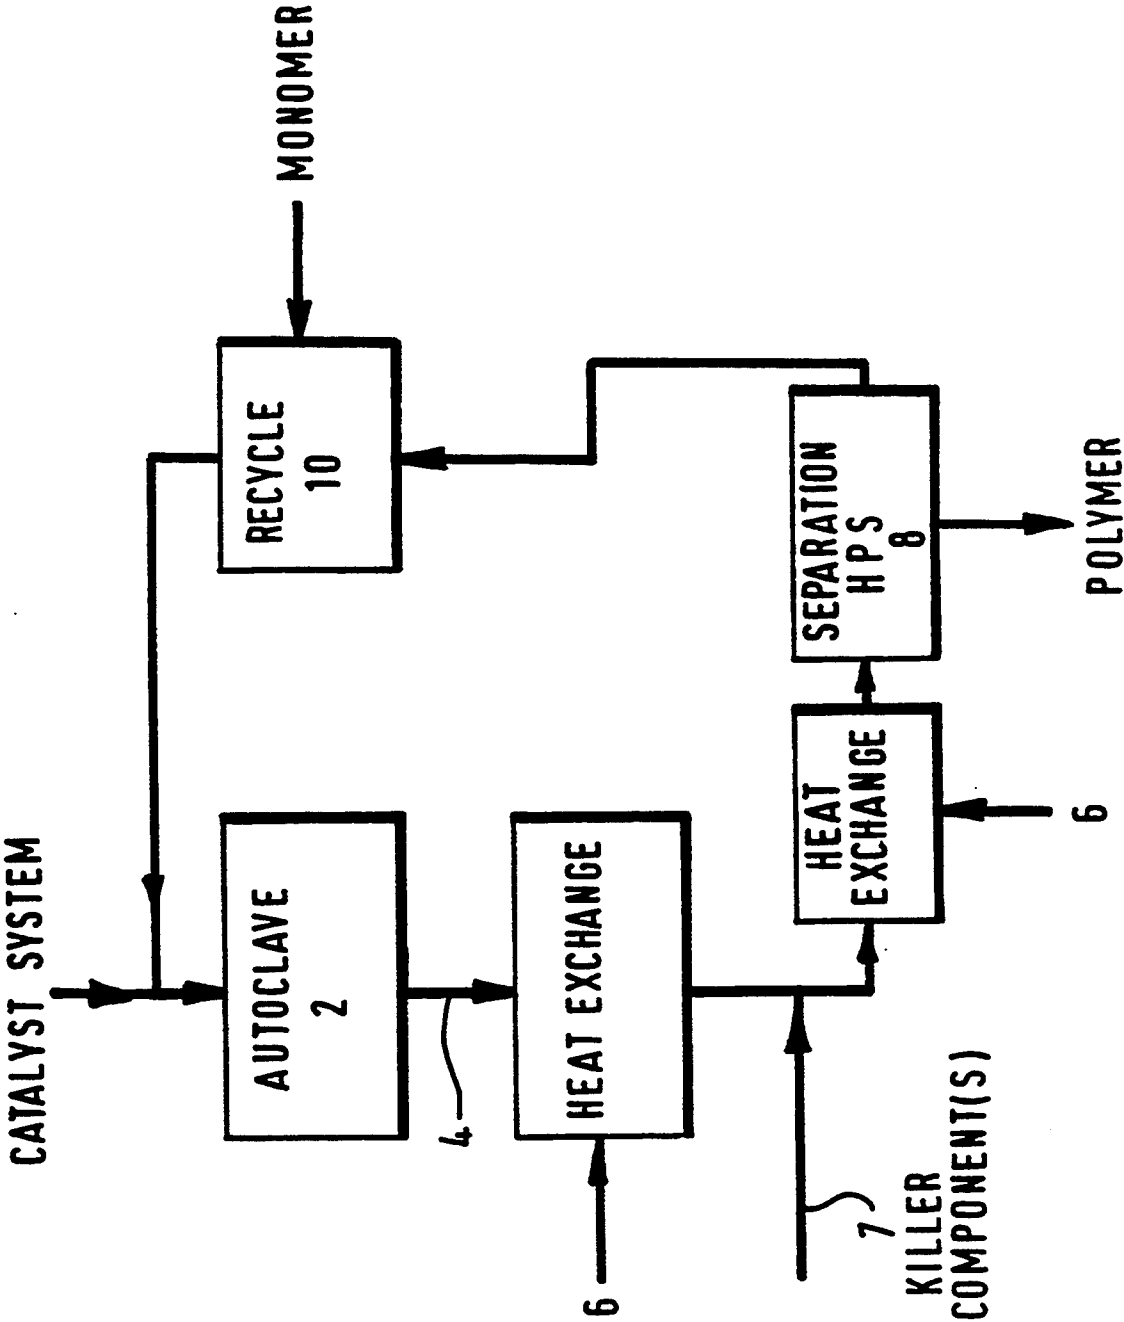 CATALYST SYSTEM
AUTOCLAVE
2
4
HEAT EXCHANGE
6
7
KILLER
COMPONENT(S)
HEAT
EXCHANGE
6
SEPARATION
HPS
8
POLYMER
RECYCLE
10
MONOMER